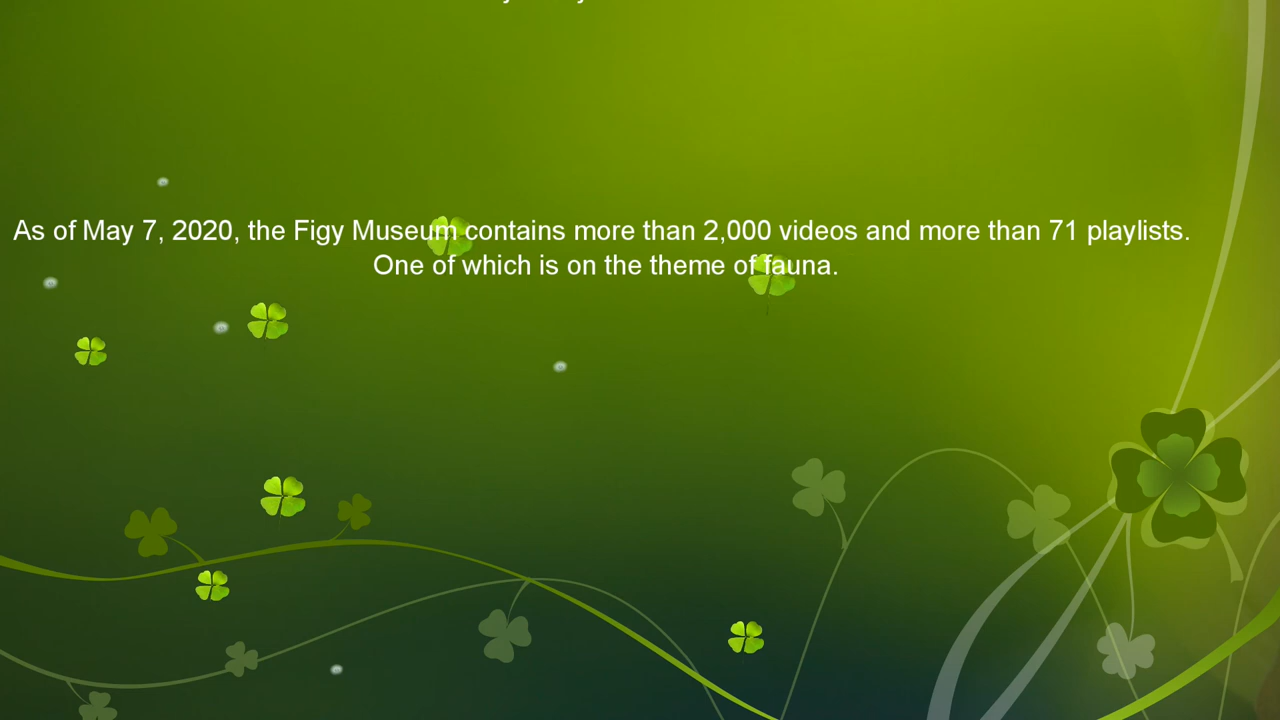 As of May 7, 2020, the Figy Museum contains more than 2,000 videos and more than 71 playlists.
One of which is on the theme of fauna.